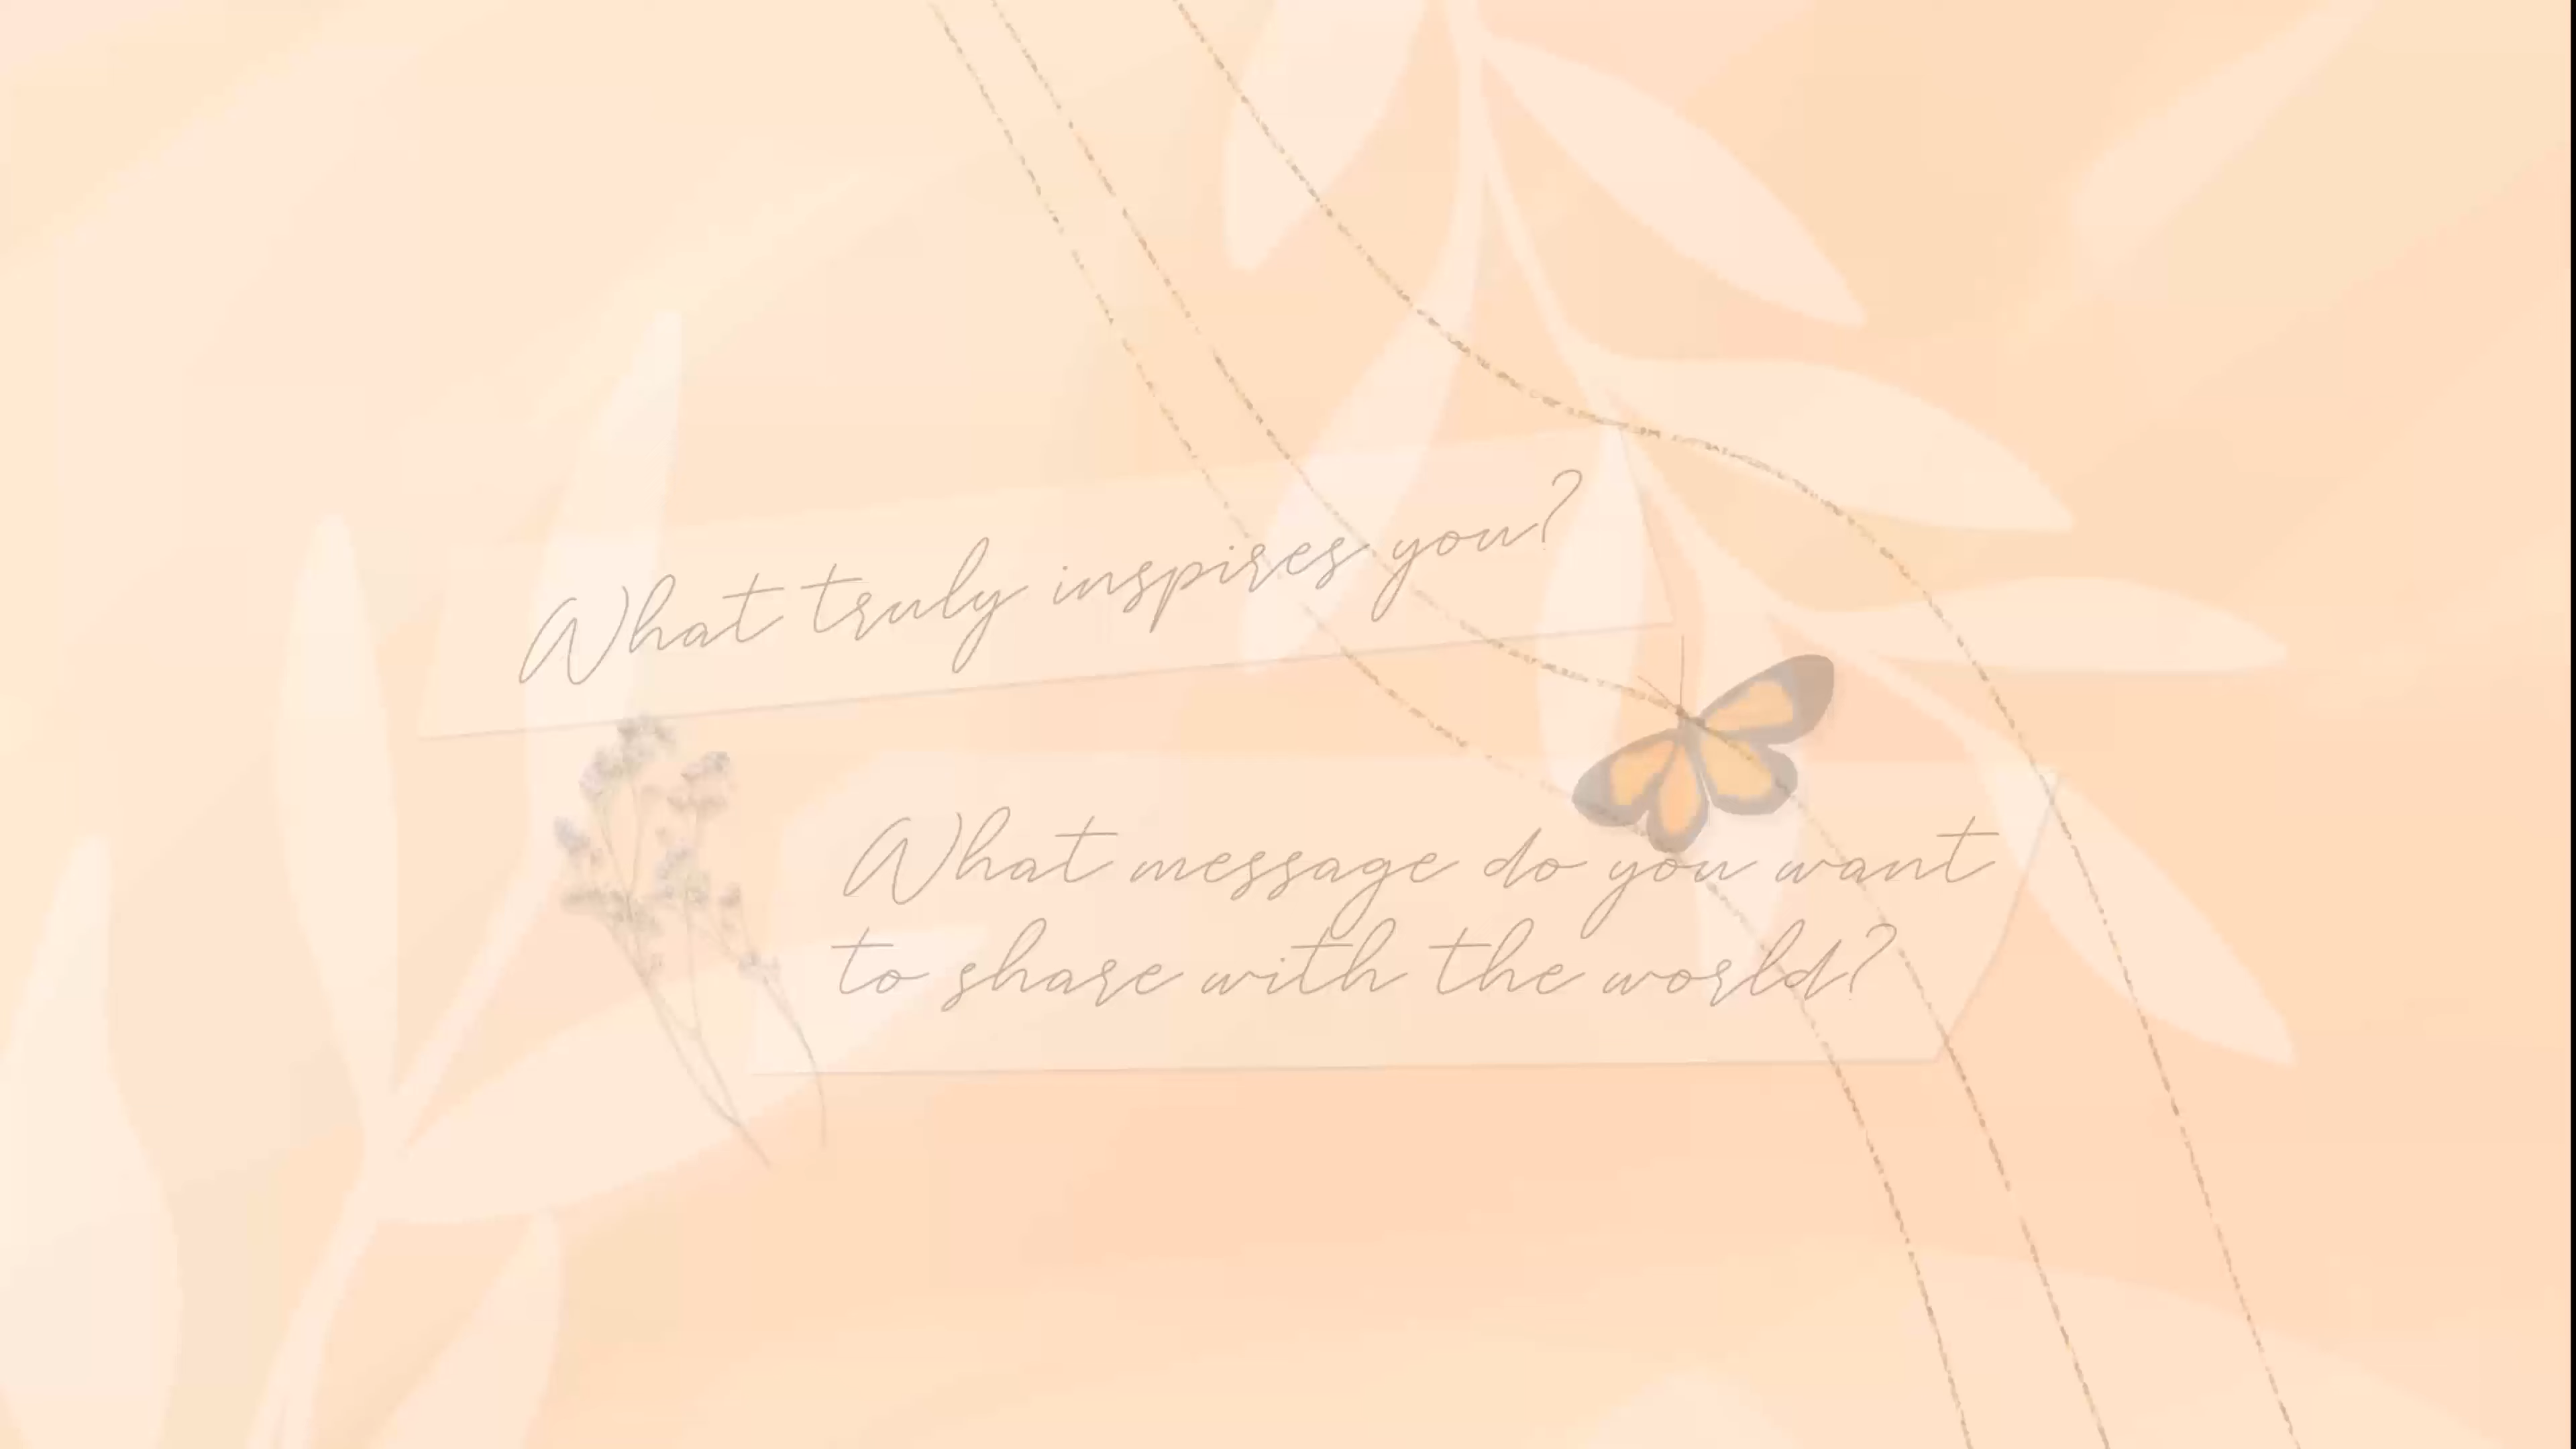 What truly inspires you?
What message do you want
to share with the world?